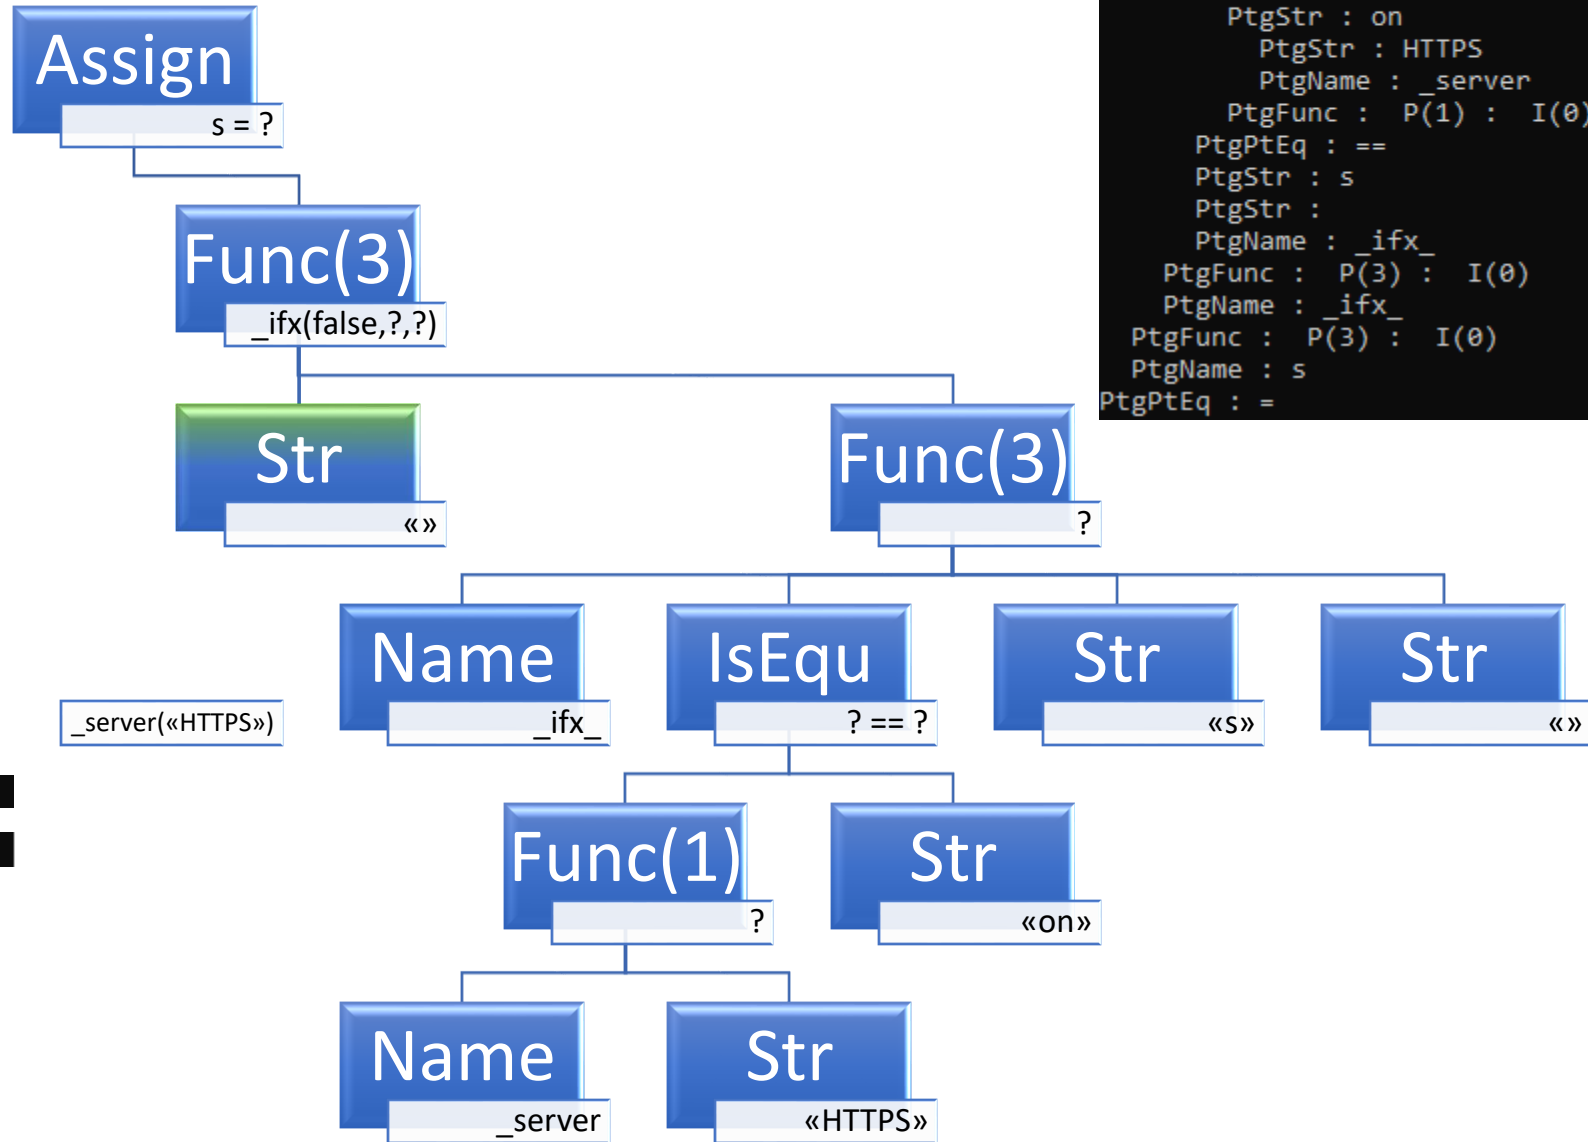 Assign
s = ?
PtgStr : on
PtgStr : HTTPS
PtgName : _server
PtgFunc :  P(1) :  I(0)
PtgPtEq : ==
PtgStr : s
PtgStr :
PtgName : _ifx_
PtgFunc :  P(3) :  I(0)
PtgName : _ifx_
PtgFunc :  P(3) :  I(0)
PtgName : s
PtgPtEq : =
Func(3)
_ifx(false,?,?)
Str
«»
Func(3)
?
Name
_ifx_
IsEqu
? == ?
Str
«s»
Str
«»
_server(«HTTPS»)
Func(1)
?
Str
«on»
Name
_server
Str
«HTTPS»